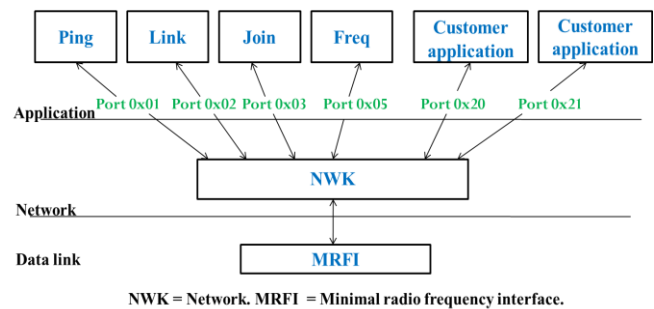 Ping Link Join Freq Customer application Customer application
Port 0x01 Port 0x02 Port 0x03 Port 0x05 Port 0x20 Port 0x21
Application
NWK
Network
Data link
MRFI
NWK = Network. MRFI = Minimal radio frequency interface.